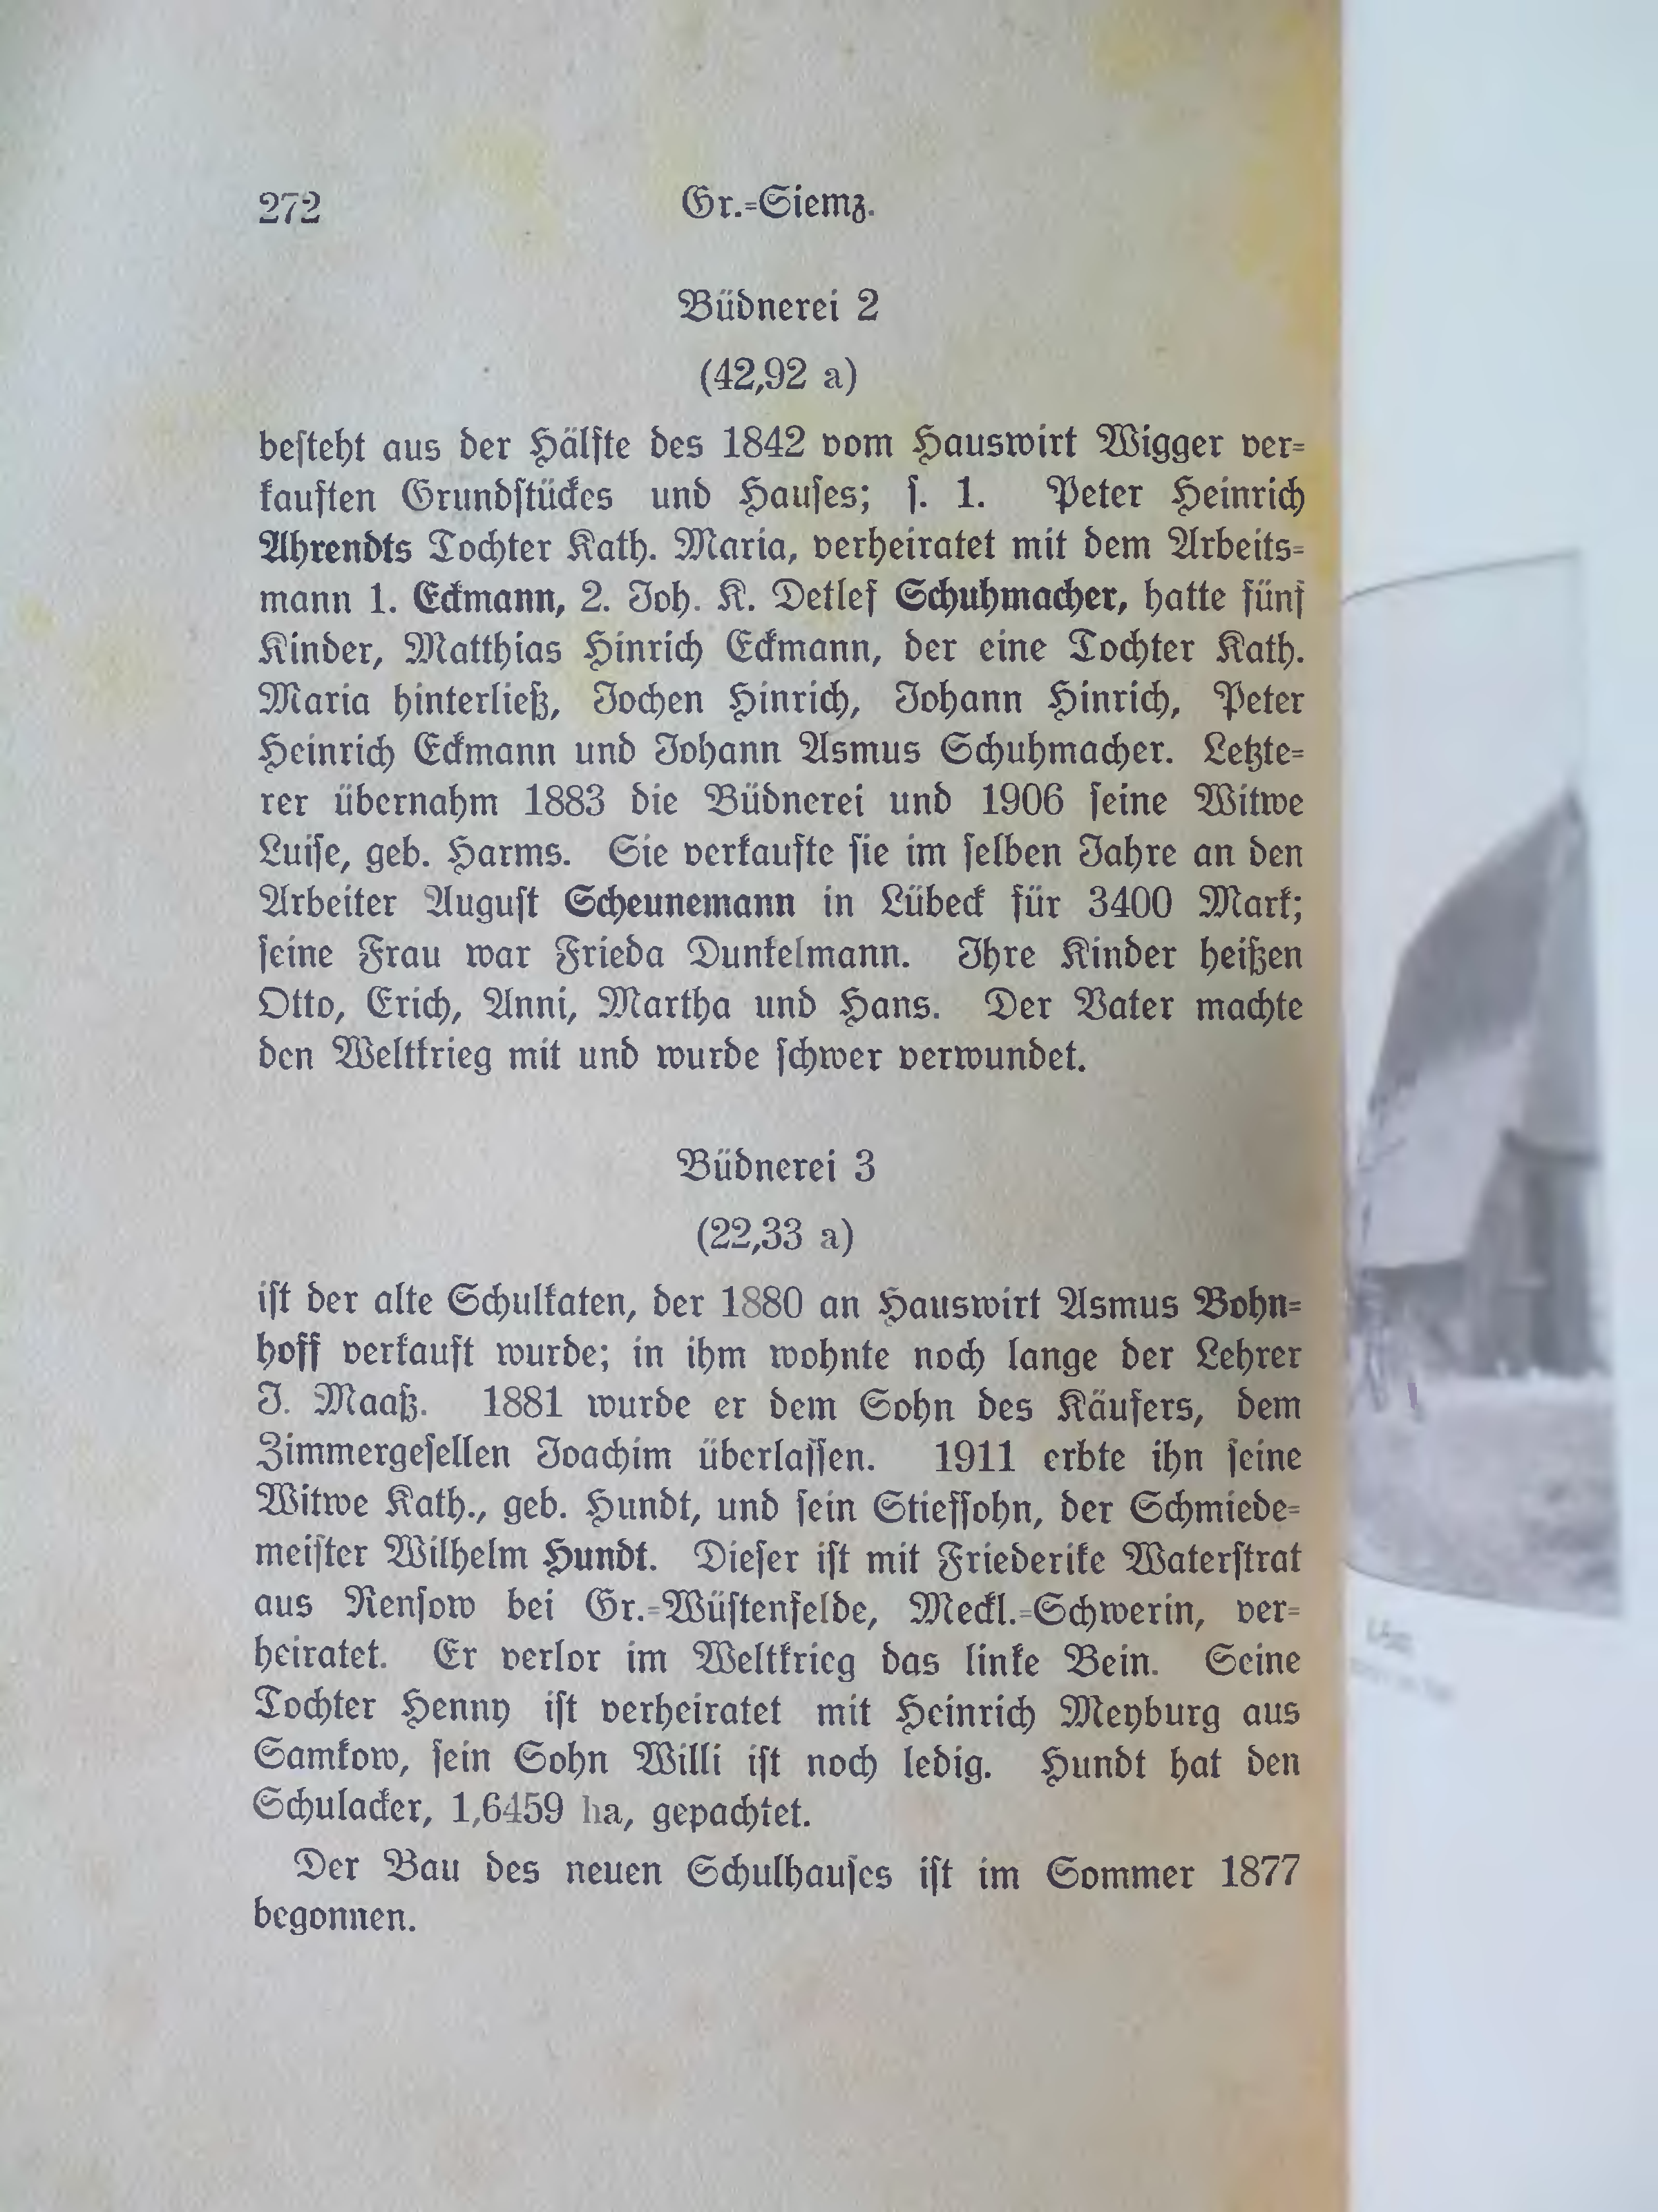 272 Gr.=Siemz.
Büdnerei 2
(42,92 a)
besteht aus der Hälfte des 1842 vom Hauswirt Wigger ver=
kauften Grundstückes und Hauses; s. 1. Peter Heinrich
Ahrendts Tochter Kath. Maria, verheiratet mit dem Arbeits=
mann 1. Eckmann, 2. Joh. K. Detlef Schuhmacher, hatte fünf
Kinder, Matthias Hinrich Eckmann, der eine Tochter Kath.
Maria hinterließ, Jochen Hinrich, Johann Hinrich, Peter
Heinrich Eckmann und Johann Asmus Schuhmacher. Letzte=
rer übernahm 1883 die Büdnerei und 1906 seine Witwe
Luise, geb. Harms. Sie verkaufte sie im selben Jahre an den
Arbeiter August Scheunemann in Lübeck für 3400 Mark;
seine Frau war Frieda Dunkelmann. Ihre Kinder heißen
Otto, Erich, Anni, Martha und Hans. Der Vater machte
den Weltkrieg mit und wurde schwer verwundet.
Büdnerei 3
(22,33 a)
ist der alte Schulkaten, der 1880 an Hauswirt Asmus Bohn=
hoff verkauft wurde; in ihm wohnte noch lange der Lehrer
J. Maaß. 1881 wurde er dem Sohn des Käufers, dem
Zimmergesellen Joachim überlassen. 1911 erbte ihn seine
Witwe Kath., geb. Hundt, und sein Stiefsohn, der Schmiede=
meister Wilhelm Hundt. Dieser ist mit Friederike Waterstrat
aus Rensow bei Gr.=Wüstenfelde, Meckl.=Schwerin, ver=
heiratet. Er verlor im Weltkrieg das linke Bein. Seine
Tochter Henny ist verheiratet mit Heinrich Meyburg aus
Samkow, sein Sohn Willi ist noch ledig. Hundt hat den
Schulacker, 1,6459 ha, gepachtet.
Der Bau des neuen Schulhauses ist im Sommer 1877
begonnen.